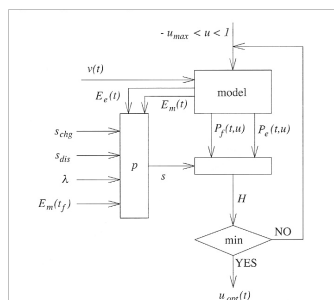 - u_max < u < 1
v(t)
model
E_e(t)
E_m(t)
P_f(t,u)
P_e(t,u)
s_chg
s_dis
λ
E_m(t_f)
p
s
H
min
NO
YES
u_opt(t)